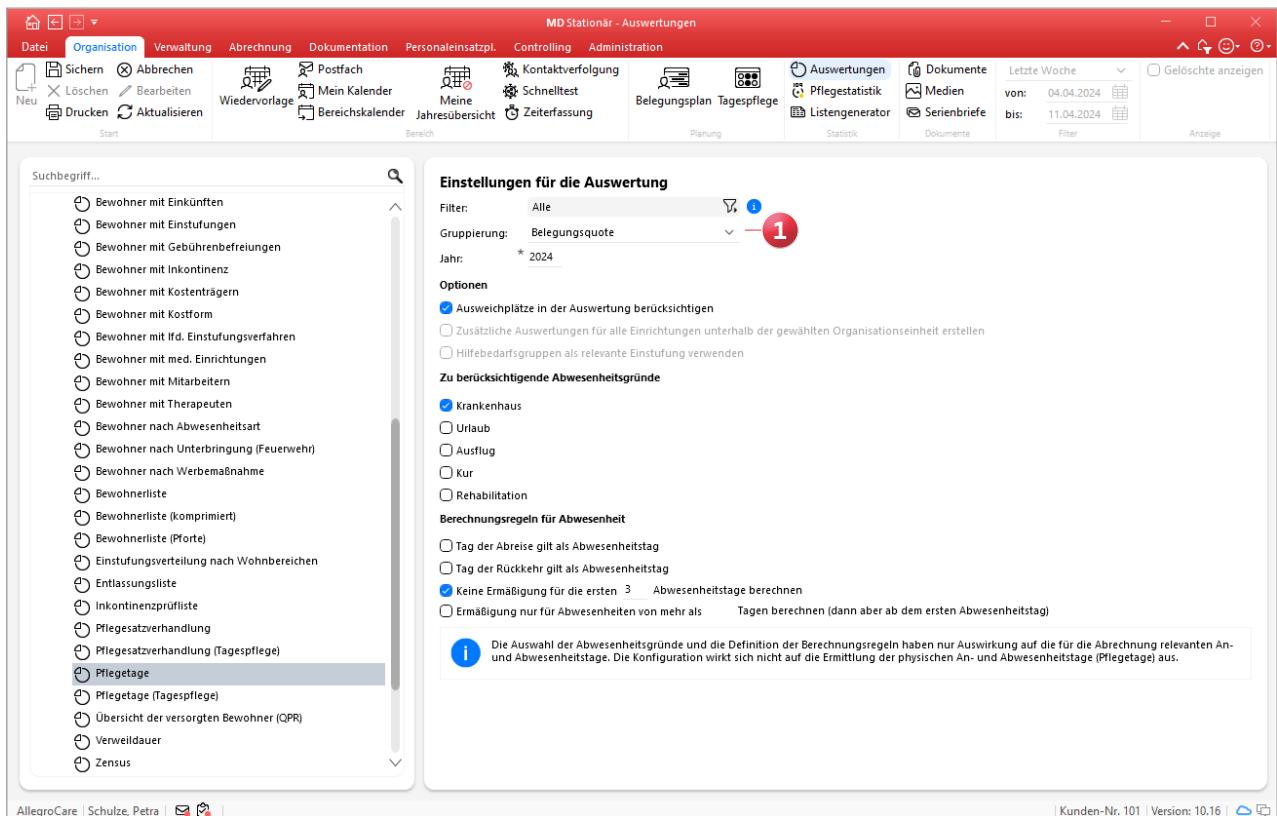 MD Stationär - Auswertungen
Datei Organisation Verwaltung Abrechnung Dokumentation Personaleinsatzpl. Controlling Administration
Neu
Sichern Abbrechen
Löschen Bearbeiten
Drucken Aktualisieren
Start
Wiedervorlage
Postfach
Mein Kalender
Bereichskalender
Meine
Jahresübersicht
Kontaktverfolgung
Schnelltest
Zeiterfassung
Bereich
Belegungsplan Tagespflege
Planung
Auswertungen
Pflegestatistik
Listengenerator
Statistik
Dokumente
Medien
Serienbriefe
Dokumente
Letzte Woche
von: 04.04.2024
bis: 11.04.2024
Filter
Gelöschte anzeigen
Anzeige
Suchbegriff...
Bewohner mit Einkünften
Bewohner mit Einstufungen
Bewohner mit Gebührenbefreiungen
Bewohner mit Inkontinenz
Bewohner mit Kostenträgern
Bewohner mit Kostform
Bewohner mit lfd. Einstufungsverfahren
Bewohner mit med. Einrichtungen
Bewohner mit Mitarbeitern
Bewohner mit Therapeuten
Bewohner nach Abwesenheitsart
Bewohner nach Unterbringung (Feuerwehr)
Bewohner nach Werbemaßnahme
Bewohnerliste
Bewohnerliste (komprimiert)
Bewohnerliste (Pforte)
Einstufungsverteilung nach Wohnbereichen
Entlassungsliste
Inkontinenzprüfliste
Pflegesatzverhandlung
Pflegesatzverhandlung (Tagespflege)
Pflegetage
Pflegetage (Tagespflege)
Übersicht der versorgten Bewohner (QPR)
Verweildauer
Zensus
Einstellungen für die Auswertung
Filter: Alle
Gruppierung: Belegungsquote
1
Jahr: * 2024
Optionen
Ausweichplätze in der Auswertung berücksichtigen
Zusätzliche Auswertungen für alle Einrichtungen unterhalb der gewählten Organisationseinheit erstellen
Hilfebedarfsgruppen als relevante Einstufung verwenden
Zu berücksichtigende Abwesenheitsgründe
Krankenhaus
Urlaub
Ausflug
Kur
Rehabilitation
Berechnungsregeln für Abwesenheit
Tag der Abreise gilt als Abwesenheitstag
Tag der Rückkehr gilt als Abwesenheitstag
Keine Ermäßigung für die ersten 3 Abwesenheitstage berechnen
Ermäßigung nur für Abwesenheiten von mehr als Tagen berechnen (dann aber ab dem ersten Abwesenheitstag)
Die Auswahl der Abwesenheitsgründe und die Definition der Berechnungsregeln haben nur Auswirkung auf die für die Abrechnung relevanten An-
und Abwesenheitstage. Die Konfiguration wirkt sich nicht auf die Ermittlung der physischen An- und Abwesenheitstage (Pflegetage) aus.
AllegroCare Schulze, Petra
Kunden-Nr. 101 Version: 10.16